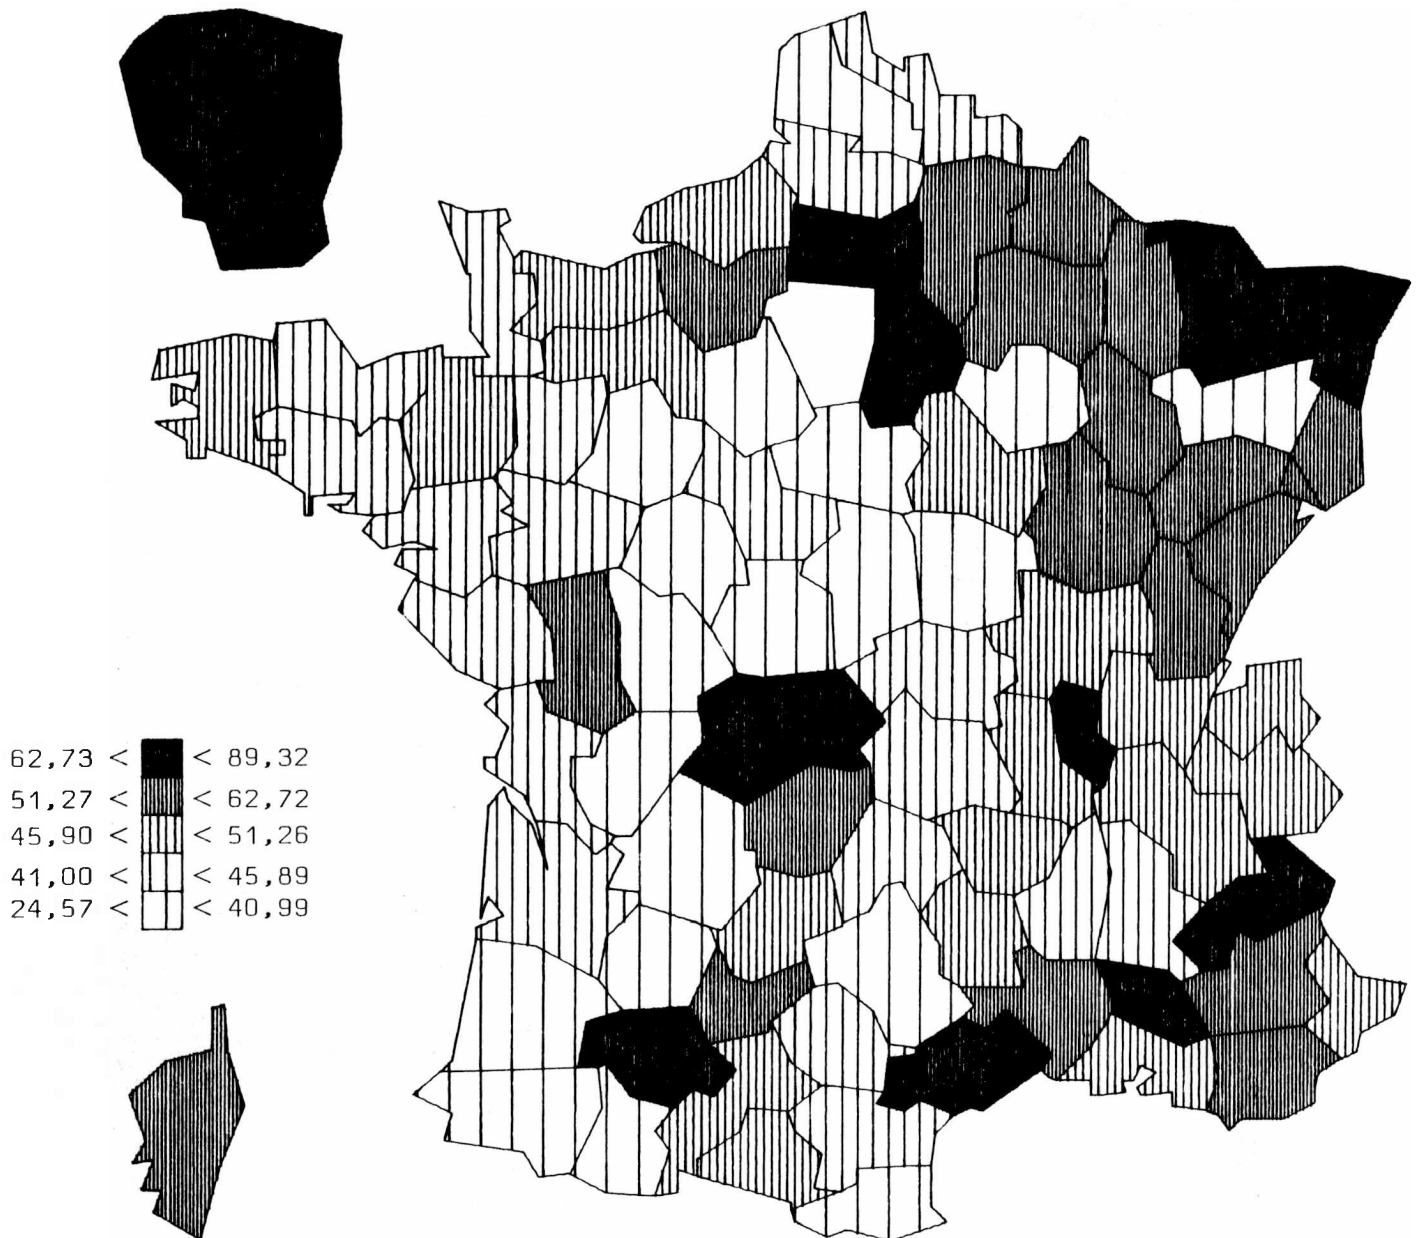 62,73 < < 89,32
51,27 < < 62,72
45,90 < < 51,26
41,00 < < 45,89
24,57 < < 40,99